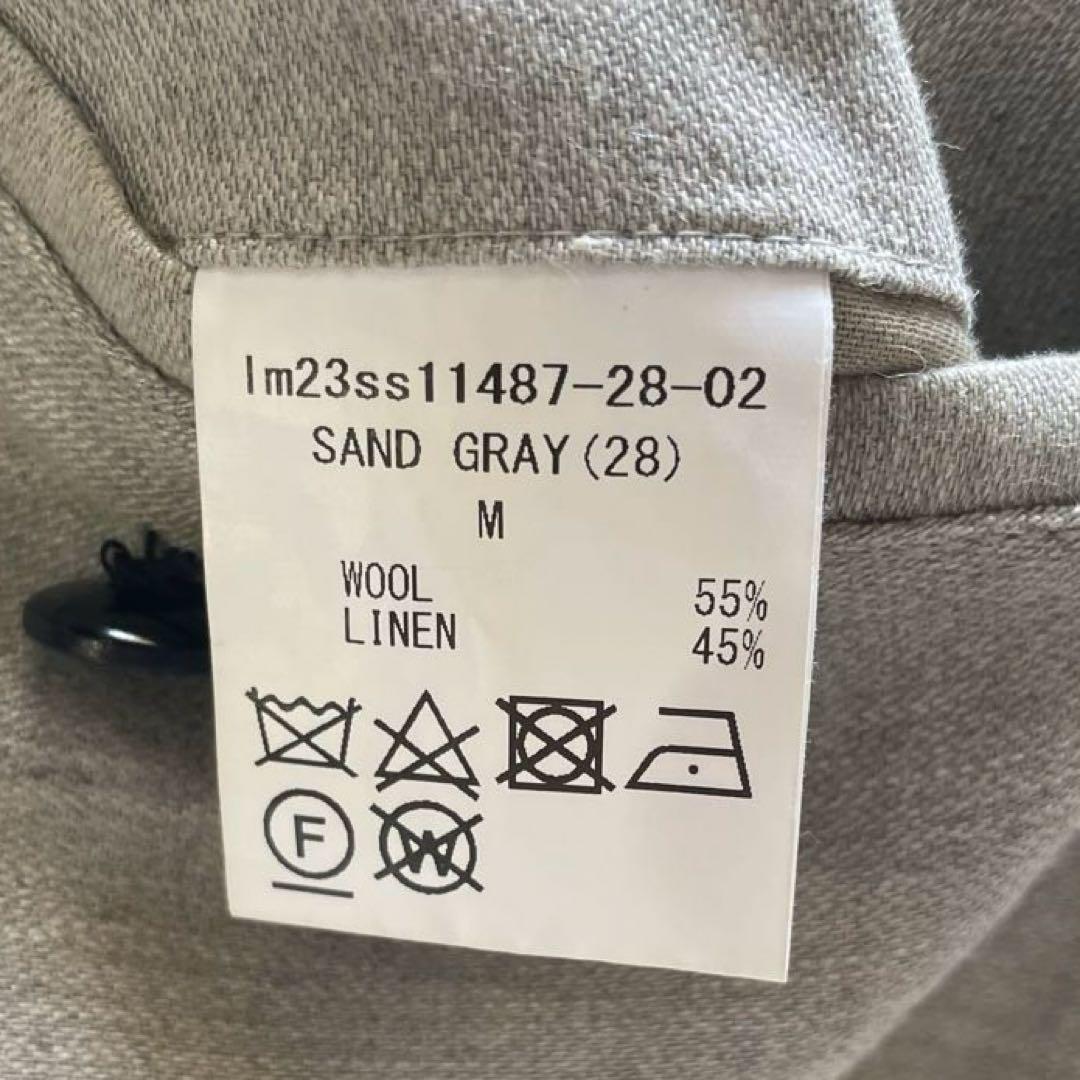 lm23ss11487-28-02
SAND GRAY(28)
M
WOOL 55%
LINEN 45%
F W